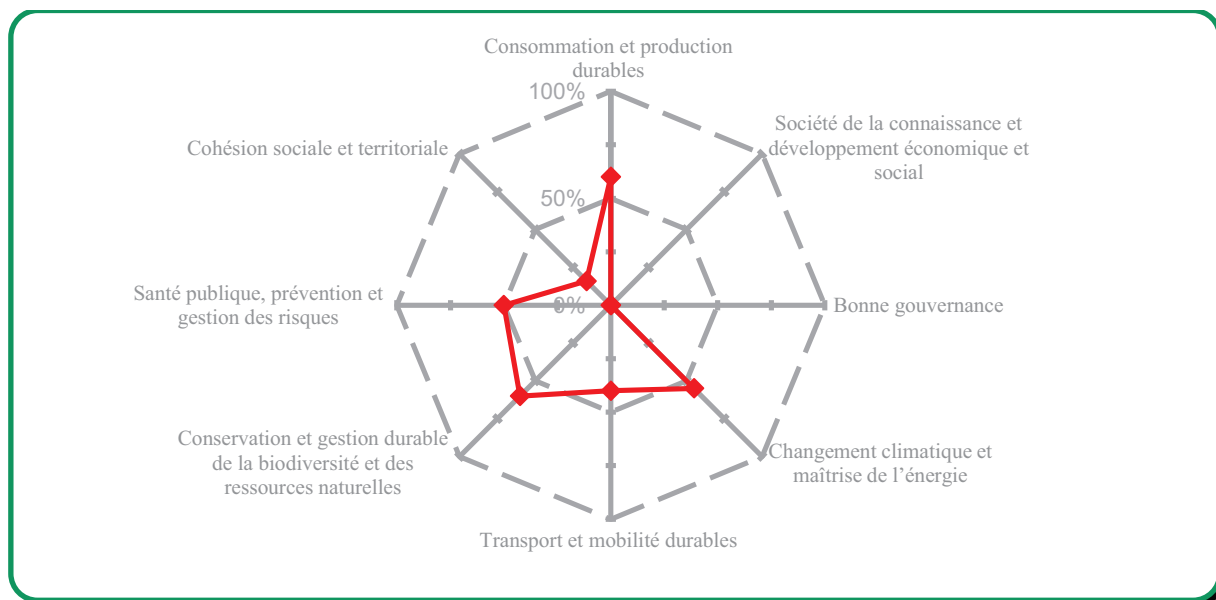 Consommation et production
durables
100%
Société de la connaissance et
développement économique et
social
Cohésion sociale et territoriale
50%
Santé publique, prévention et
gestion des risques
0%
Bonne gouvernance
Conservation et gestion durable
de la biodiversité et des
ressources naturelles
Changement climatique et
maîtrise de l’énergie
Transport et mobilité durables